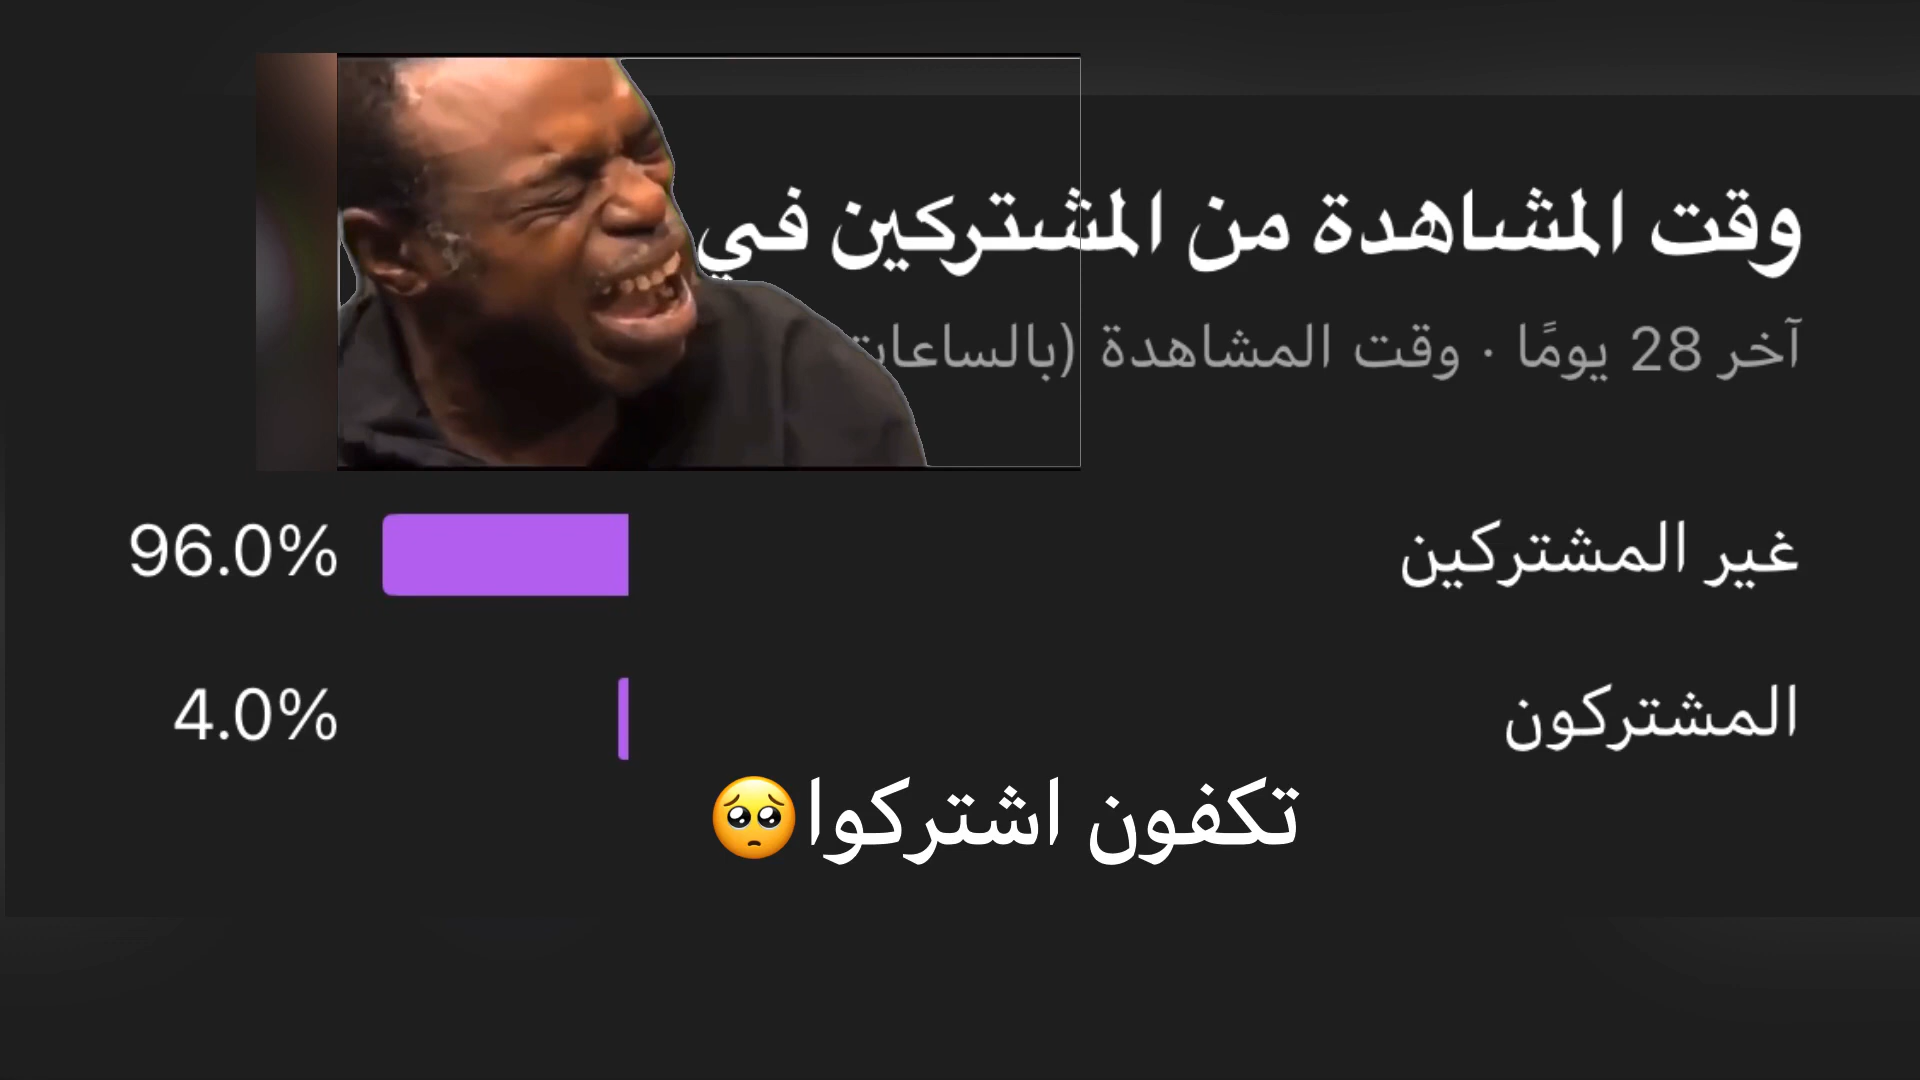 وقت المشاهدة من المشتركين في
آخر 28 يومًا · وقت المشاهدة (بالساعات
غير المشتركين 96.0%
المشتركون 4.0%
تكفون اشتركوا🥺